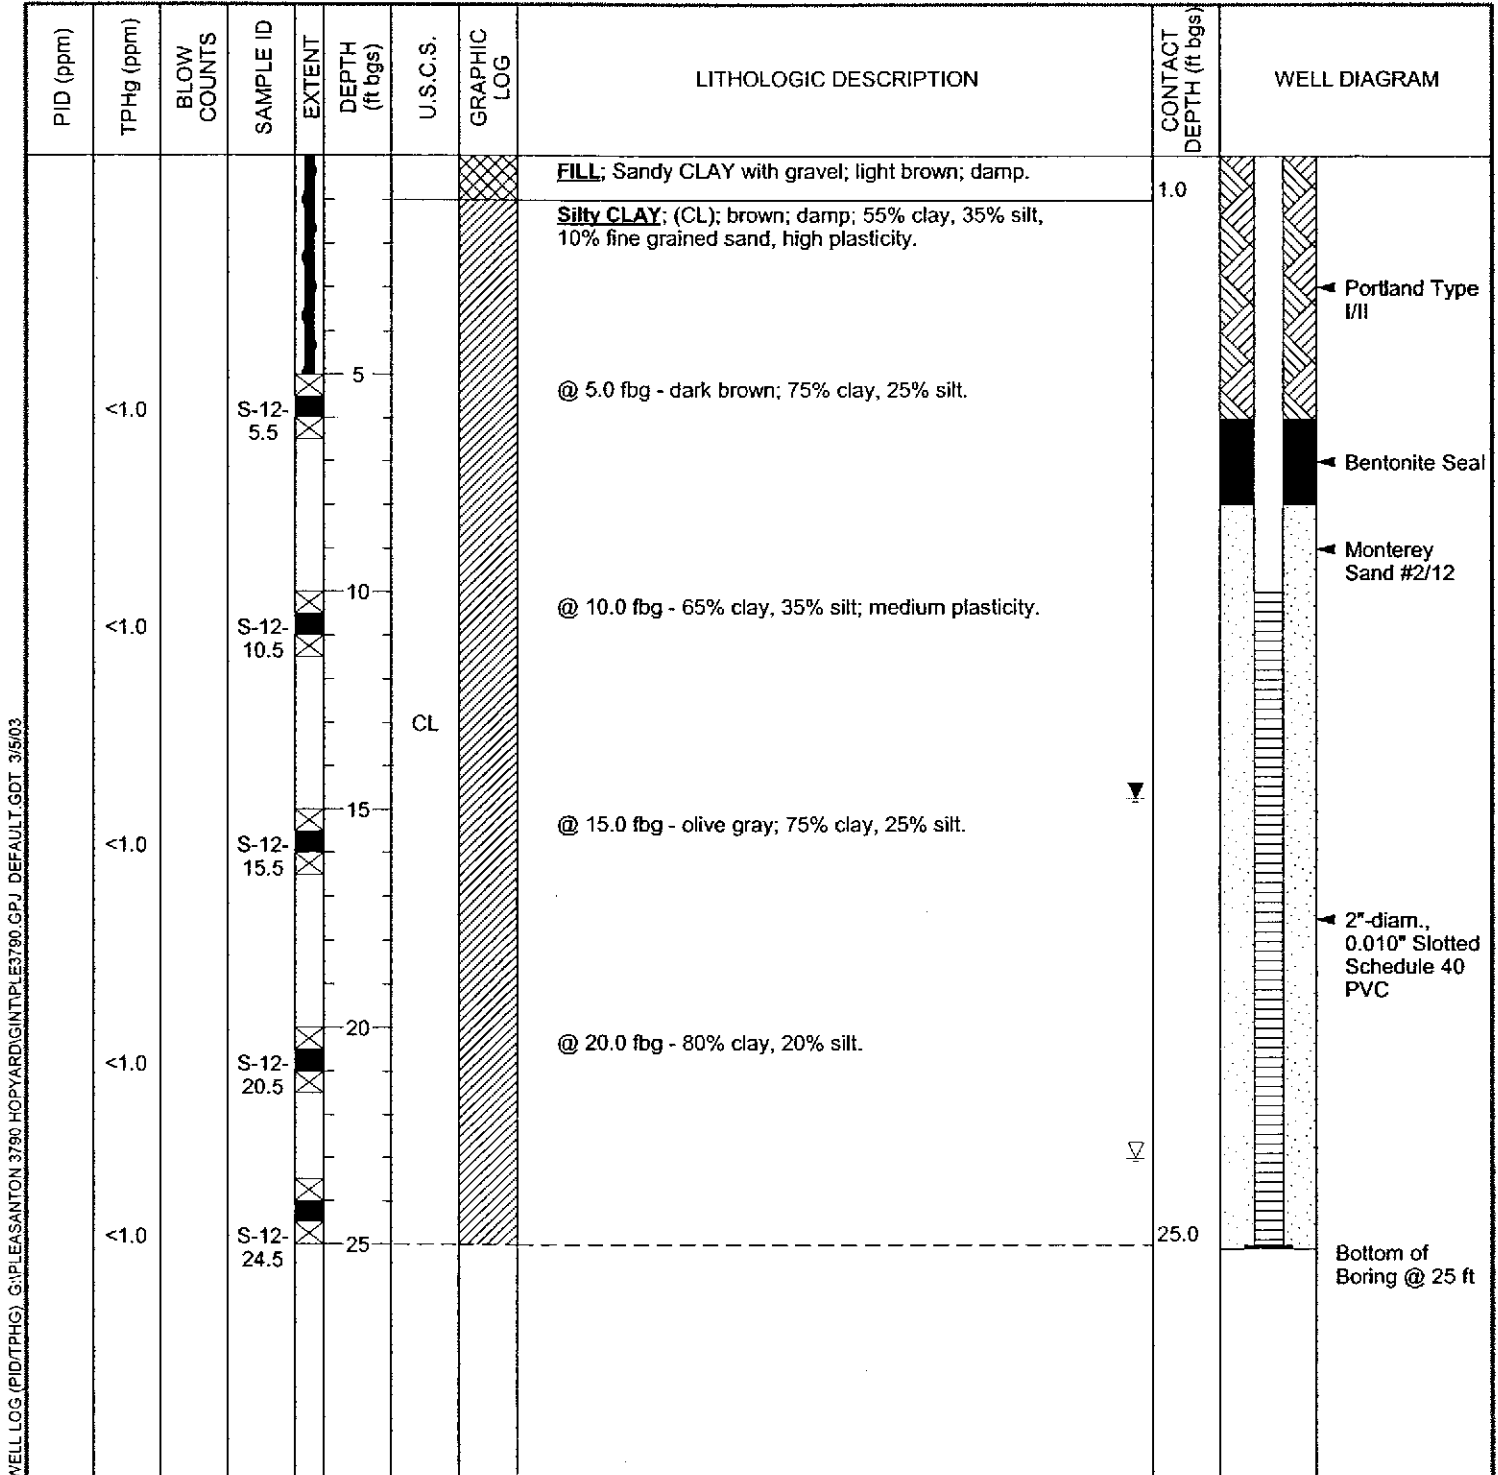 PID (ppm)
TPHg (ppm)
BLOW
COUNTS
SAMPLE ID
EXTENT
DEPTH
(ft bgs)
U.S.C.S.
GRAPHIC
LOG
LITHOLOGIC DESCRIPTION
CONTACT
DEPTH (ft bgs)
WELL DIAGRAM
FILL; Sandy CLAY with gravel; light brown; damp.
1.0
Silty CLAY; (CL); brown; damp; 55% clay, 35% silt,
10% fine grained sand, high plasticity.
Portland Type
I/II
5
@ 5.0 fbg - dark brown; 75% clay, 25% silt.
<1.0
S-12-
5.5
Bentonite Seal
Monterey
Sand #2/12
10
@ 10.0 fbg - 65% clay, 35% silt; medium plasticity.
<1.0
S-12-
10.5
CL
15
@ 15.0 fbg - olive gray; 75% clay, 25% silt.
<1.0
S-12-
15.5
2"-diam.,
0.010" Slotted
Schedule 40
PVC
20
@ 20.0 fbg - 80% clay, 20% silt.
<1.0
S-12-
20.5
<1.0
S-12-
24.5
25
25.0
Bottom of
Boring @ 25 ft
WELL LOG (PID/TPHG) G:\PLEASANTON 3790 HOPYARD\GINT\PLE3790.GPJ DEFAULT.GDT 3/5/03